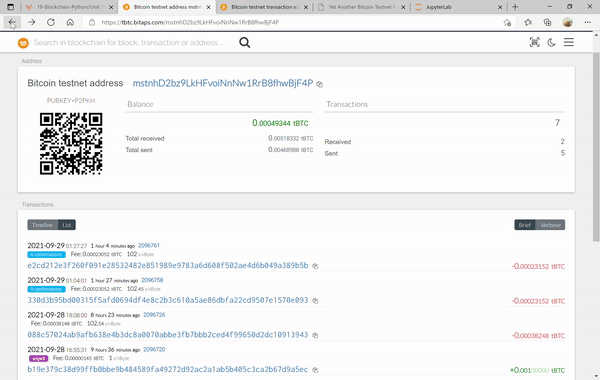 19-Blockchain-Python/Unit
Bitcoin testnet address mstnh
Bitcoin testnet transaction e2
Yet Another Bitcoin Testnet F
JupyterLab
https://tbtc.bitaps.com/mstnhD2bz9LkHFvoiNnNw1RrB8fhwBjF4P
Search in blockchain for block, transaction or address...
Address
Bitcoin testnet address mstnhD2bz9LkHFvoiNnNw1RrB8fhwBjF4P
PUBKEY+P2PKH
Balance
0.00049344 tBTC
Total received 0.00518332 tBTC
Total sent 0.00468988 tBTC
Transactions
7
Received 2
Sent 5
Transactions
Timeline List
Brief Verbose
2021-09-29 01:27:27 1 hour 4 minutes ago 2096761
6 confirmations Fee: 0.00023052 tBTC 102 s/vByte
e2cd212e3f260f091e28532482e851989e9783a6d608f502ae4d6b049a389b5b -0.00023152 tBTC
2021-09-29 01:04:01 1 hour 27 minutes ago 2096758
Fee: 0.00023052 tBTC 102.45 s/vByte
330d3b95bd00315f5afd0694df4e8c2b3c610a5ae86dbfa22cd9507e1570e093 -0.00023152 tBTC
2021-09-28 18:08:00 8 hours 23 minutes ago 2096726
Fee: 0.00038148 tBTC 102.54 s/vByte
088c57024ab9afb638e4b3dc8a0070abbe3fb7bbb2ced4f99650d2dc10913943 -0.00038248 tBTC
2021-09-28 16:55:31 9 hours 36 minutes ago 2096720
Fee: 0.00000145 tBTC 1 s/vByte
b19e379c38d99ffb0bbe9b484589fa49272d92ac2a1ab5b405c3ca2b67d9a5ec +0.00100000 tBTC